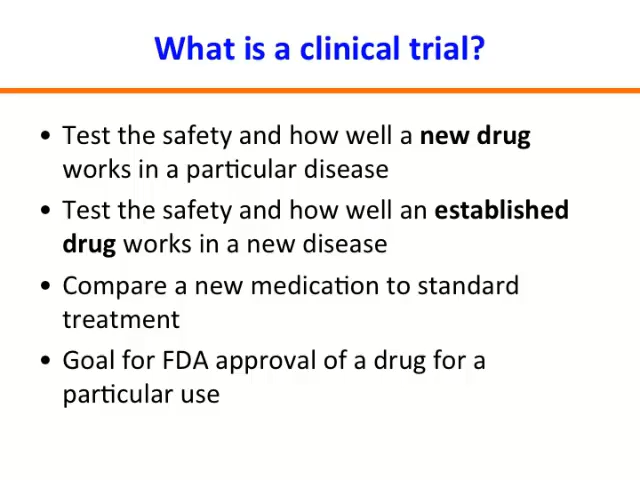 What is a clinical trial?
• Test the safety and how well a new drug
works in a particular disease
• Test the safety and how well an established
drug works in a new disease
• Compare a new medication to standard
treatment
• Goal for FDA approval of a drug for a
particular use